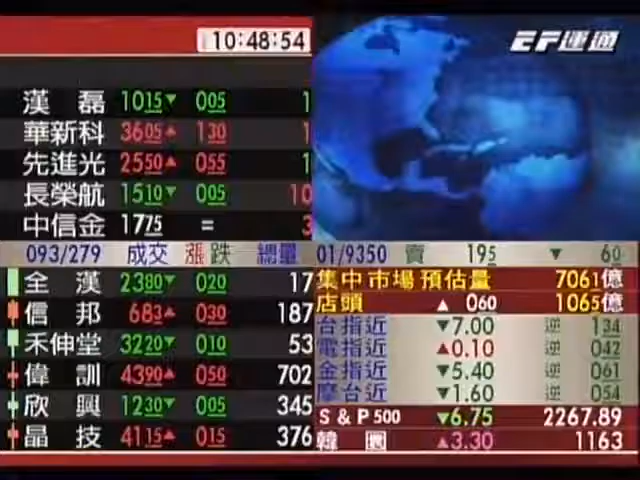 10:48:54
EF運通
漢磊 1015▼ 005 1
華新科 3605▲ 130 1
先進光 2550▲ 055 1
長榮航 1510▼ 005 10
中信金 1775 = 3
093/279 成交 漲跌 總量
01/9350 賣 195 ▼ 60
全漢 2380▼ 020 17
信邦 683▲ 030 187
禾伸堂 3220▼ 010 53
偉訓 4390▲ 050 702
欣興 1230▼ 005 345
晶技 4115▲ 015 376
集中市場預估量 7061億
店頭 ▲ 060 1065億
台指近 ▼7.00 逆 134
電指近 ▲0.10 逆 042
金指近 ▼5.40 逆 061
摩台近 ▼1.60 逆 054
S&P500 ▼6.75 2267.89
韓國 ▲3.30 1163